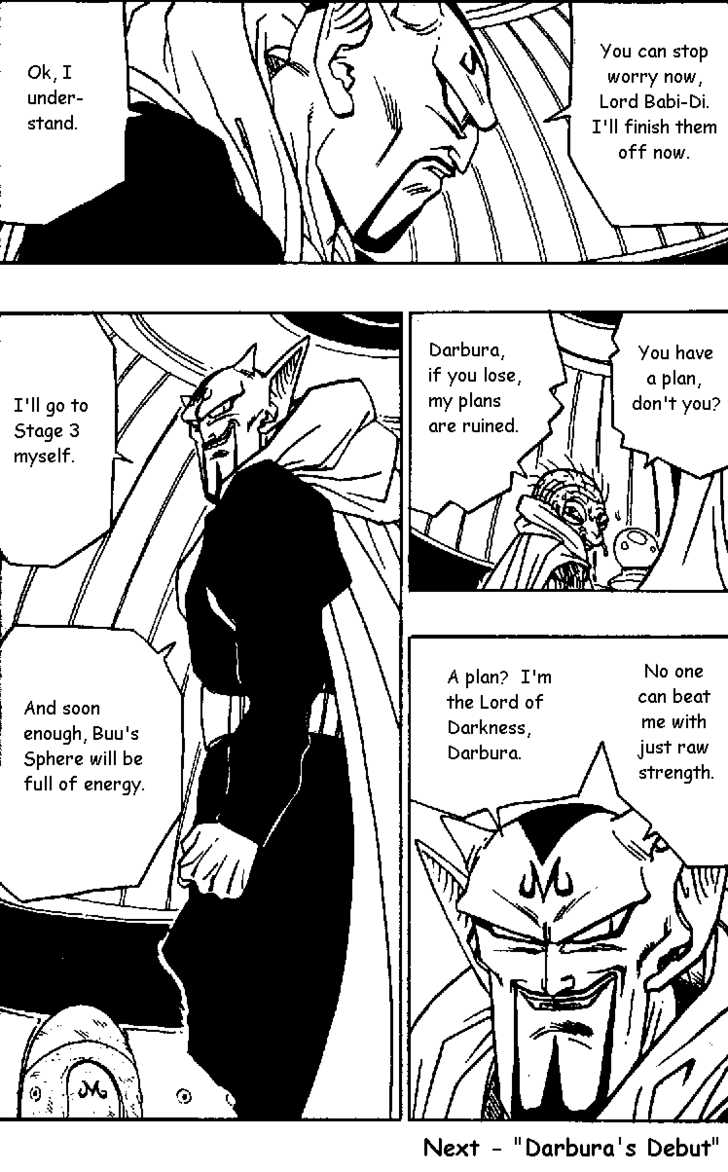 Ok, I
under-
stand.
You can stop
worry now,
Lord Babi-Di.
I'll finish them
off now.
I'll go to
Stage 3
myself.
And soon
enough, Buu's
Sphere will be
full of energy.
Darbura,
if you lose,
my plans
are ruined.
You have
a plan,
don't you?
A plan? I'm
the Lord of
Darkness,
Darbura.
No one
can beat
me with
just raw
strength.
Next - "Darbura's Debut"